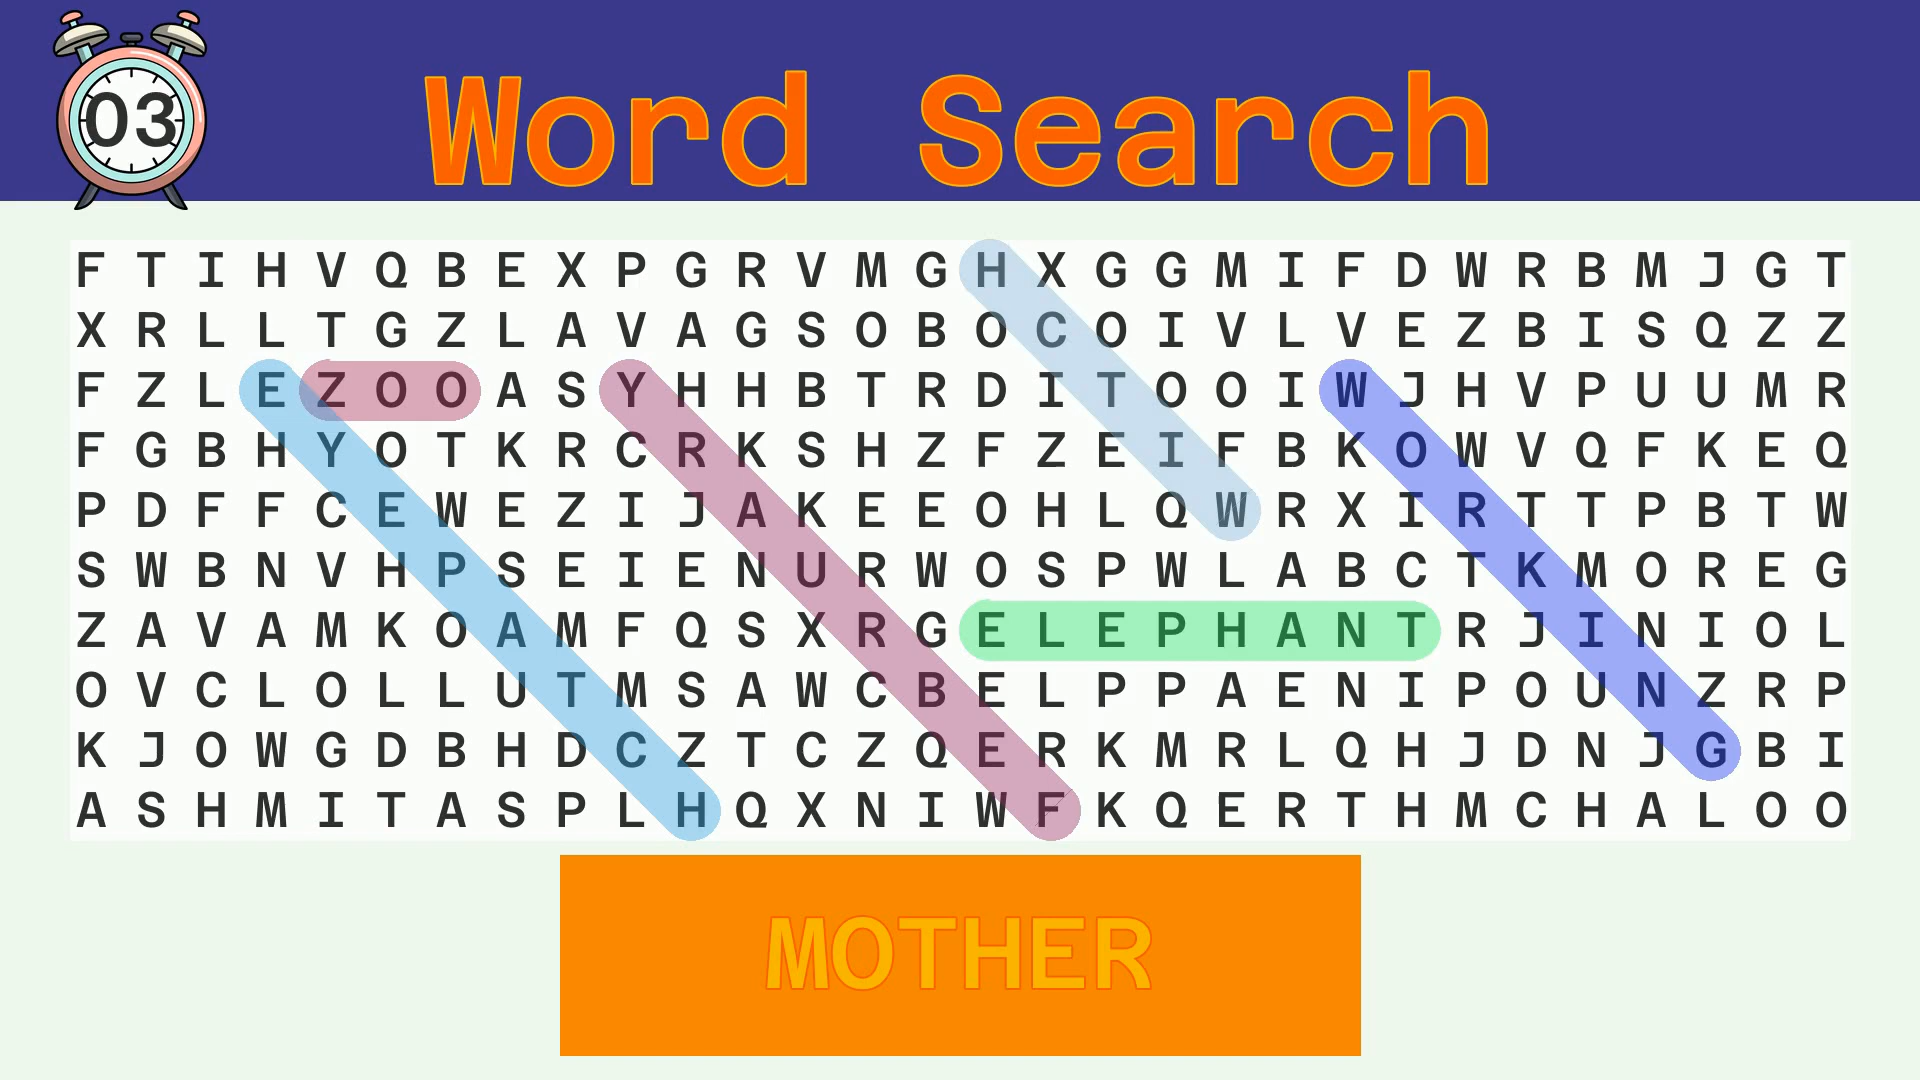 03
Word Search
F T I H V Q B E X P G R V M G H X G G M I F D W R B M J G T
X R L L T G Z L A V A G S O B O C O I V L V E Z B I S Q Z Z
F Z L E Z O O A S Y H H B T R D I T O O I W J H V P U U M R
F G B H Y O T K R C R K S H Z F Z E I F B K O W V Q F K E Q
P D F F C E W E Z I J A K E E O H L Q W R X I R T T P B T W
S W B N V H P S E I E N U R W O S P W L A B C T K M O R E G
Z A V A M K O A M F Q S X R G E L E P H A N T R J I N I O L
O V C L O L L U T M S A W C B E L P P A E N I P O U N Z R P
K J O W G D B H D C Z T C Z Q E R K M R L Q H J D N J G B I
A S H M I T A S P L H Q X N I W F K Q E R T H M C H A L O O
MOTHER